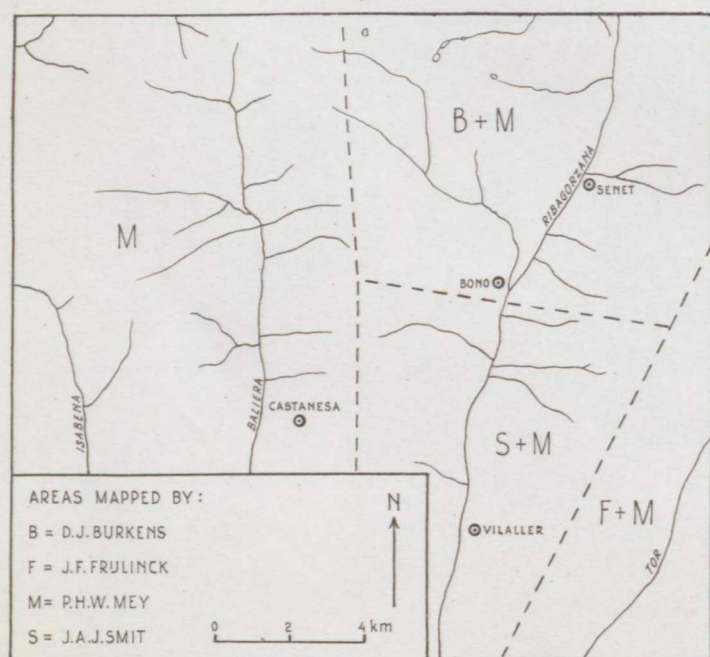 B + M
RIBAGORZANA
SENET
M
BONO
ISABENA
BALIERA
CASTANESA
S + M
F + M
VILALLER
TOR
AREAS MAPPED BY :
B = D.J. BURKENS
F = J.F. FRIJLINCK
M= P.H.W. MEY
S = J.A.J. SMIT
N
0 2 4 km